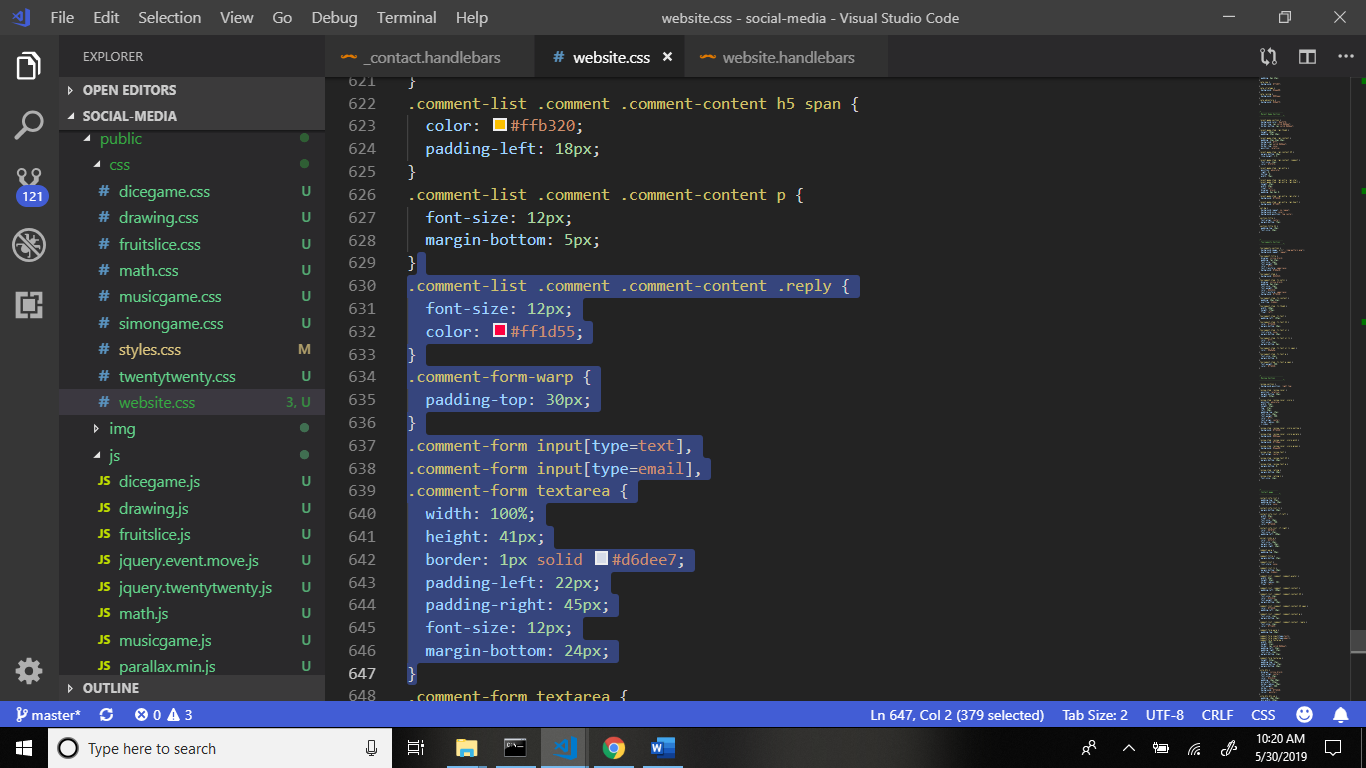 File Edit Selection View Go Debug Terminal Help
website.css - social-media - Visual Studio Code
EXPLORER
OPEN EDITORS
SOCIAL-MEDIA
public
css
# dicegame.css U
# drawing.css U
# fruitslice.css U
# math.css U
# musicgame.css U
# simongame.css U
# styles.css M
# twentytwenty.css U
# website.css 3, U
img
js
JS dicegame.js U
JS drawing.js U
JS fruitslice.js U
JS jquery.event.move.js U
JS jquery.twentytwenty.js U
JS math.js U
JS musicgame.js U
JS parallax.min.js U
OUTLINE
121
_contact.handlebars
# website.css
website.handlebars
621 }
622 .comment-list .comment .comment-content h5 span {
623 color: #ffb320;
624 padding-left: 18px;
625 }
626 .comment-list .comment .comment-content p {
627 font-size: 12px;
628 margin-bottom: 5px;
629 }
630 .comment-list .comment .comment-content .reply {
631 font-size: 12px;
632 color: #ff1d55;
633 }
634 .comment-form-warp {
635 padding-top: 30px;
636 }
637 .comment-form input[type=text],
638 .comment-form input[type=email],
639 .comment-form textarea {
640 width: 100%;
641 height: 41px;
642 border: 1px solid #d6dee7;
643 padding-left: 22px;
644 padding-right: 45px;
645 font-size: 12px;
646 margin-bottom: 24px;
647 }
648 .comment-form textarea {
master* 0 3
Ln 647, Col 2 (379 selected) Tab Size: 2 UTF-8 CRLF CSS
Type here to search
10:20 AM
5/30/2019